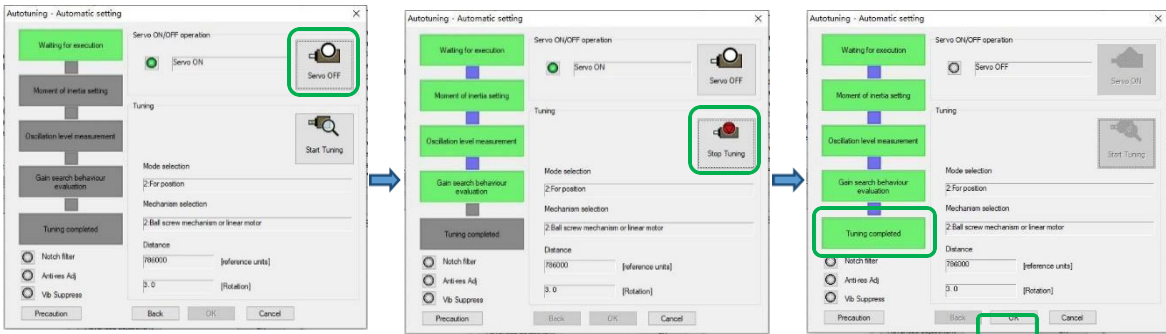 Autotuning - Automatic setting
Waiting for execution
Moment of inertia setting
Oscillation level measurement
Gain search behaviour
evaluation
Tuning completed
Notch filter
Anti-res Adj
Vib Suppress
Precaution
Servo ON/OFF operation
Servo ON
Servo OFF
Tuning
Start Tuning
Mode selection
2:For position
Mechanism selection
2:Ball screw mechanism or linear motor
Distance
786000
[reference units]
3. 0
[Rotation]
Back
OK
Cancel
Autotuning - Automatic setting
Waiting for execution
Moment of inertia setting
Oscillation level measurement
Gain search behaviour
evaluation
Tuning completed
Notch filter
Anti-res Adj
Vib Suppress
Precaution
Servo ON/OFF operation
Servo ON
Servo OFF
Tuning
Stop Tuning
Mode selection
2:For position
Mechanism selection
2:Ball screw mechanism or linear motor
Distance
786000
[reference units]
3. 0
[Rotation]
Back
OK
Cancel
Autotuning - Automatic setting
Waiting for execution
Moment of inertia setting
Oscillation level measurement
Gain search behaviour
evaluation
Tuning completed
Notch filter
Anti-res Adj
Vib Suppress
Precaution
Servo ON/OFF operation
Servo OFF
Servo ON
Tuning
Start Tuning
Mode selection
2:For position
Mechanism selection
2:Ball screw mechanism or linear motor
Distance
786000
[reference units]
3. 0
[Rotation]
Back
OK
Cancel